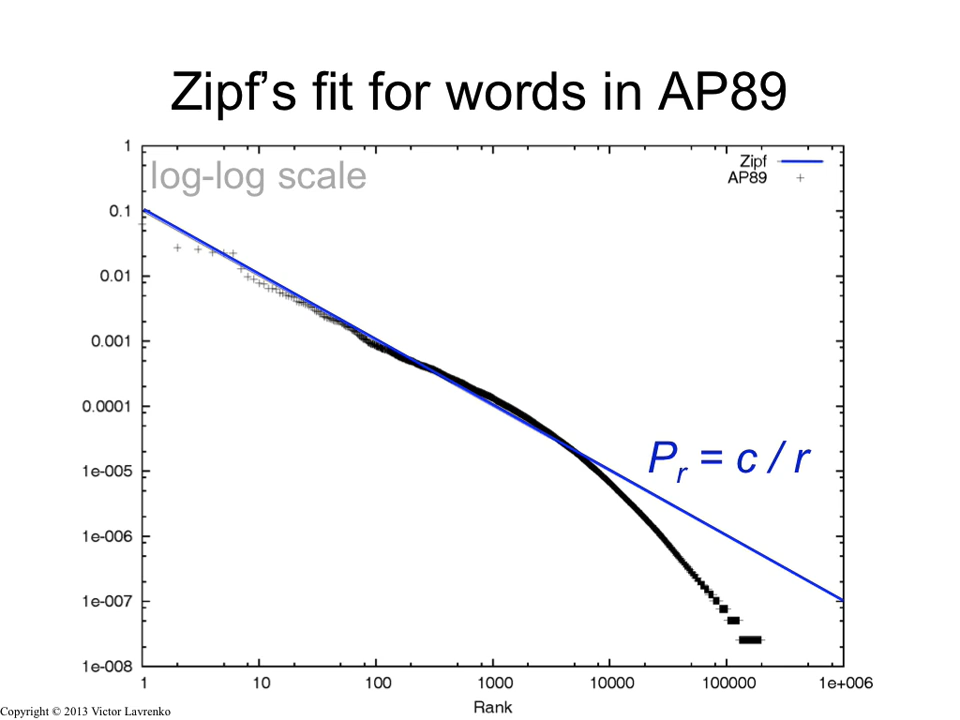 Zipf’s fit for words in AP89
1
log-log scale
Zipf
AP89
0.1
0.01
0.001
0.0001
P_r = c / r
1e-005
1e-006
1e-007
1e-008
1 10 100 1000 10000 100000 1e+006
Rank
Copyright © 2013 Victor Lavrenko